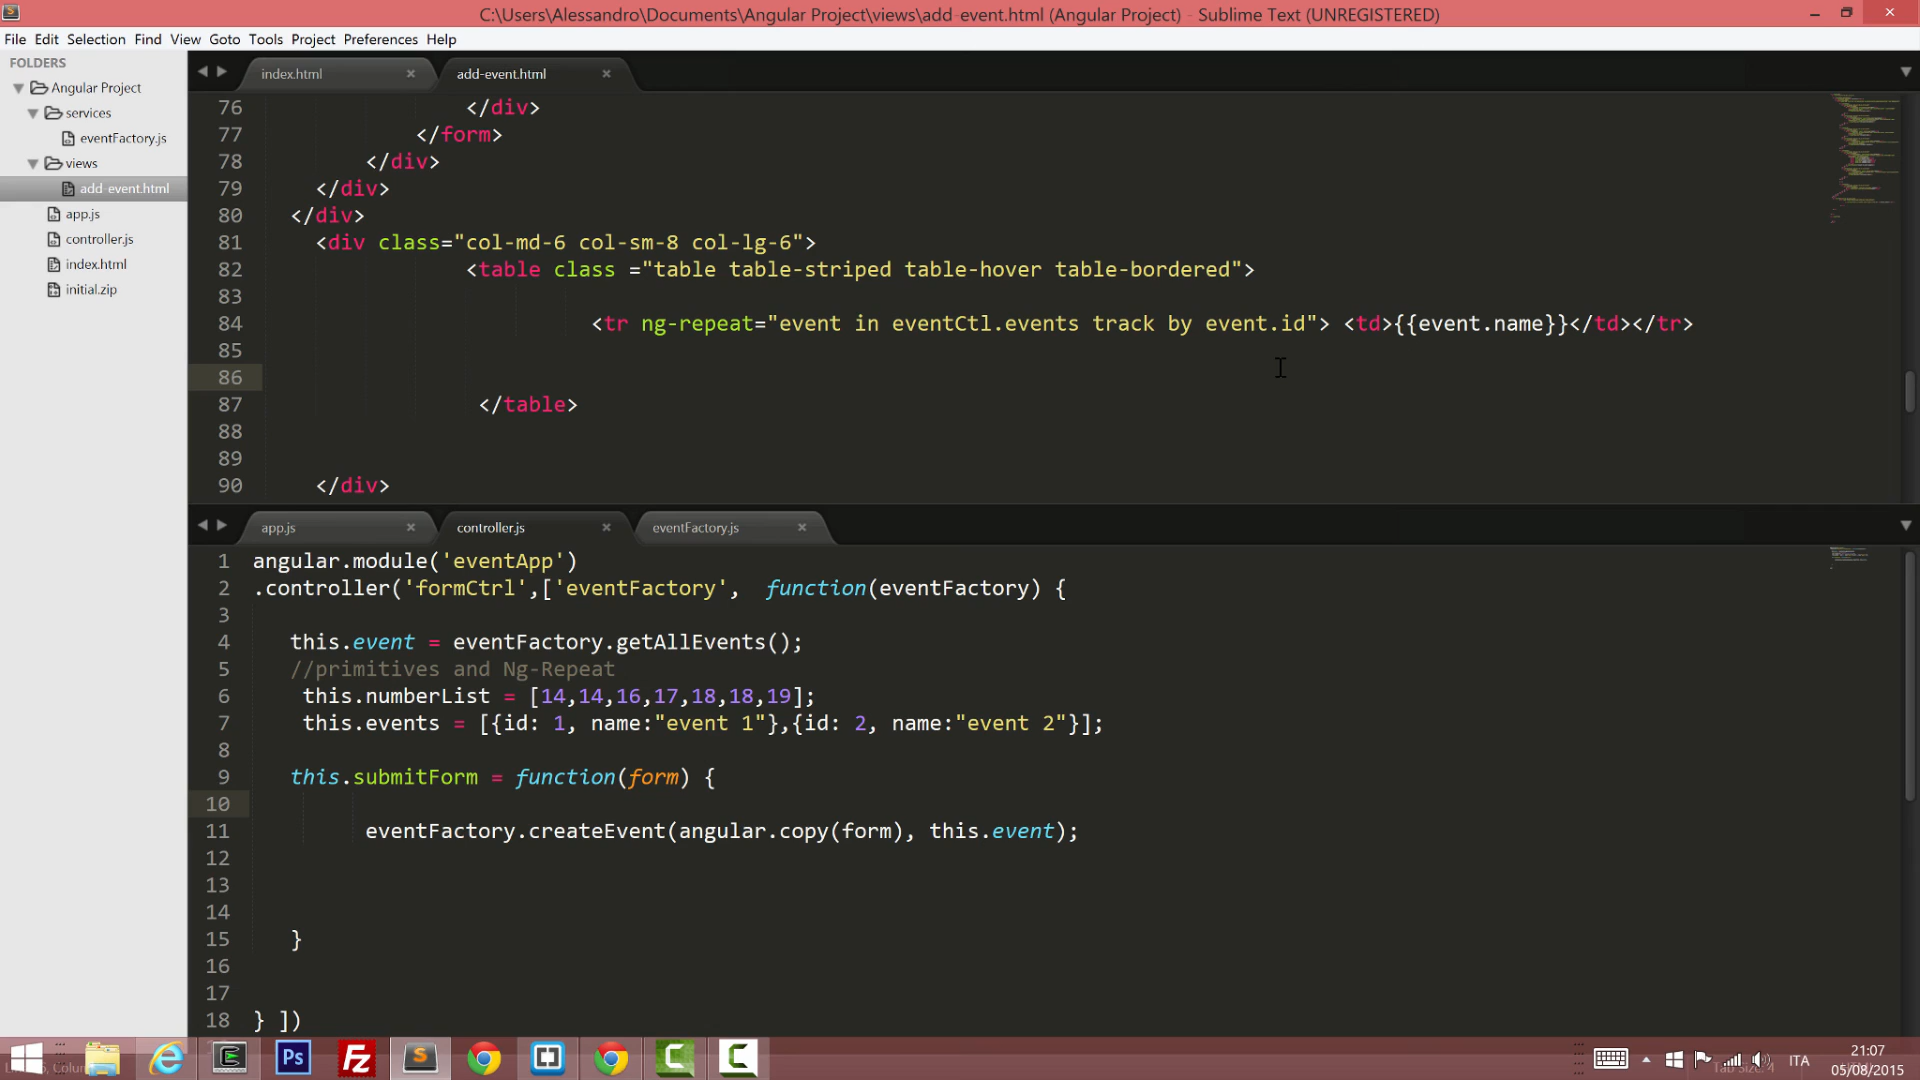 C:\Users\Alessandro\Documents\Angular Project\views\add-event.html (Angular Project) - Sublime Text (UNREGISTERED)
File Edit Selection Find View Goto Tools Project Preferences Help
FOLDERS
Angular Project
services
eventFactory.js
views
add-event.html
app.js
controller.js
index.html
initial.zip
index.html × add-event.html ×
76 </div>
77 </form>
78 </div>
79 </div>
80 </div>
81 <div class="col-md-6 col-sm-8 col-lg-6">
82 <table class ="table table-striped table-hover table-bordered">
83
84 <tr ng-repeat="event in eventCtl.events track by event.id"> <td>{{event.name}}</td></tr>
85
86
87 </table>
88
89
90 </div>
app.js × controller.js × eventFactory.js ×
1 angular.module('eventApp')
2 .controller('formCtrl',['eventFactory', function(eventFactory) {
3
4 this.event = eventFactory.getAllEvents();
5 //primitives and Ng-Repeat
6 this.numberList = [14,14,16,17,18,18,19];
7 this.events = [{id: 1, name:"event 1"},{id: 2, name:"event 2"}];
8
9 this.submitForm = function(form) {
10
11 eventFactory.createEvent(angular.copy(form), this.event);
12
13
14
15 }
16
17
18 } ])
Ps
Fz
ITA
21:07
05/08/2015
Tab Size: 4